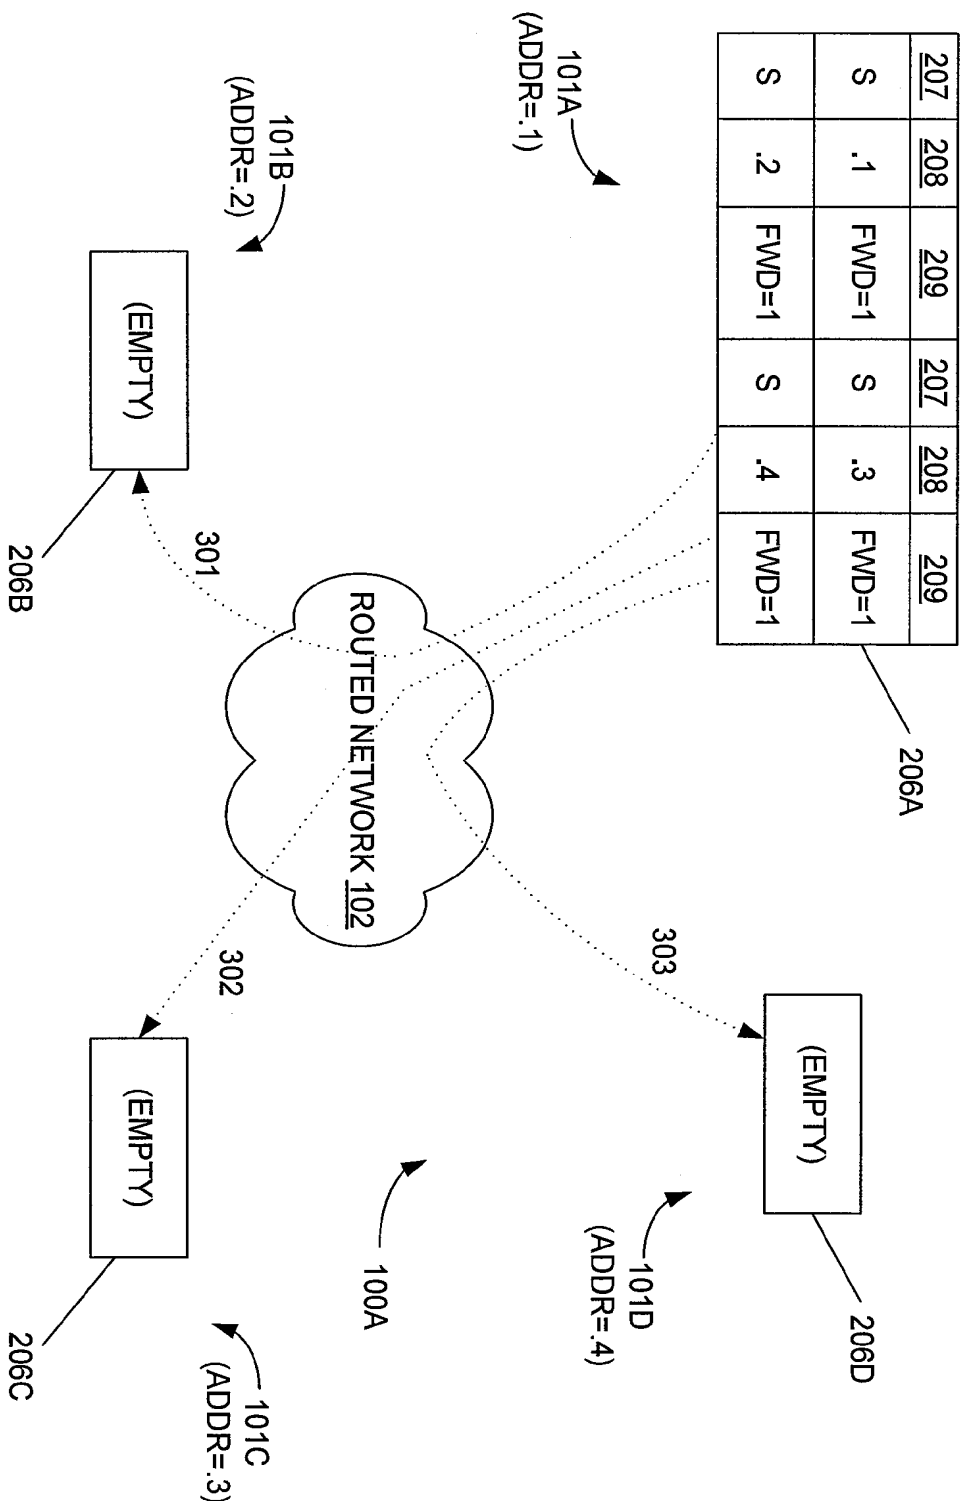 207 208 209 207 208 209
S .1 FWD=1 S .3 FWD=1
S .2 FWD=1 S .4 FWD=1
206A
206D
(EMPTY)
303
101A
(ADDR=.1)
101D
(ADDR=.4)
100A
ROUTED NETWORK 102
101B
(ADDR=.2)
301
302
101C
(ADDR=.3)
(EMPTY)
(EMPTY)
206B
206C